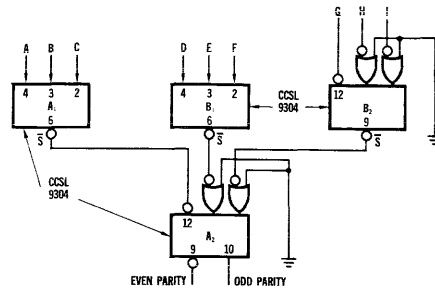 G H I
A B C
D E F
4 3 2
A₁
6
S̅
4 3 2
B₁
6
S̅
CCSL
9304
12
B₂
9
S̅
CCSL
9304
12
A₂
9 10
EVEN PARITY ODD PARITY